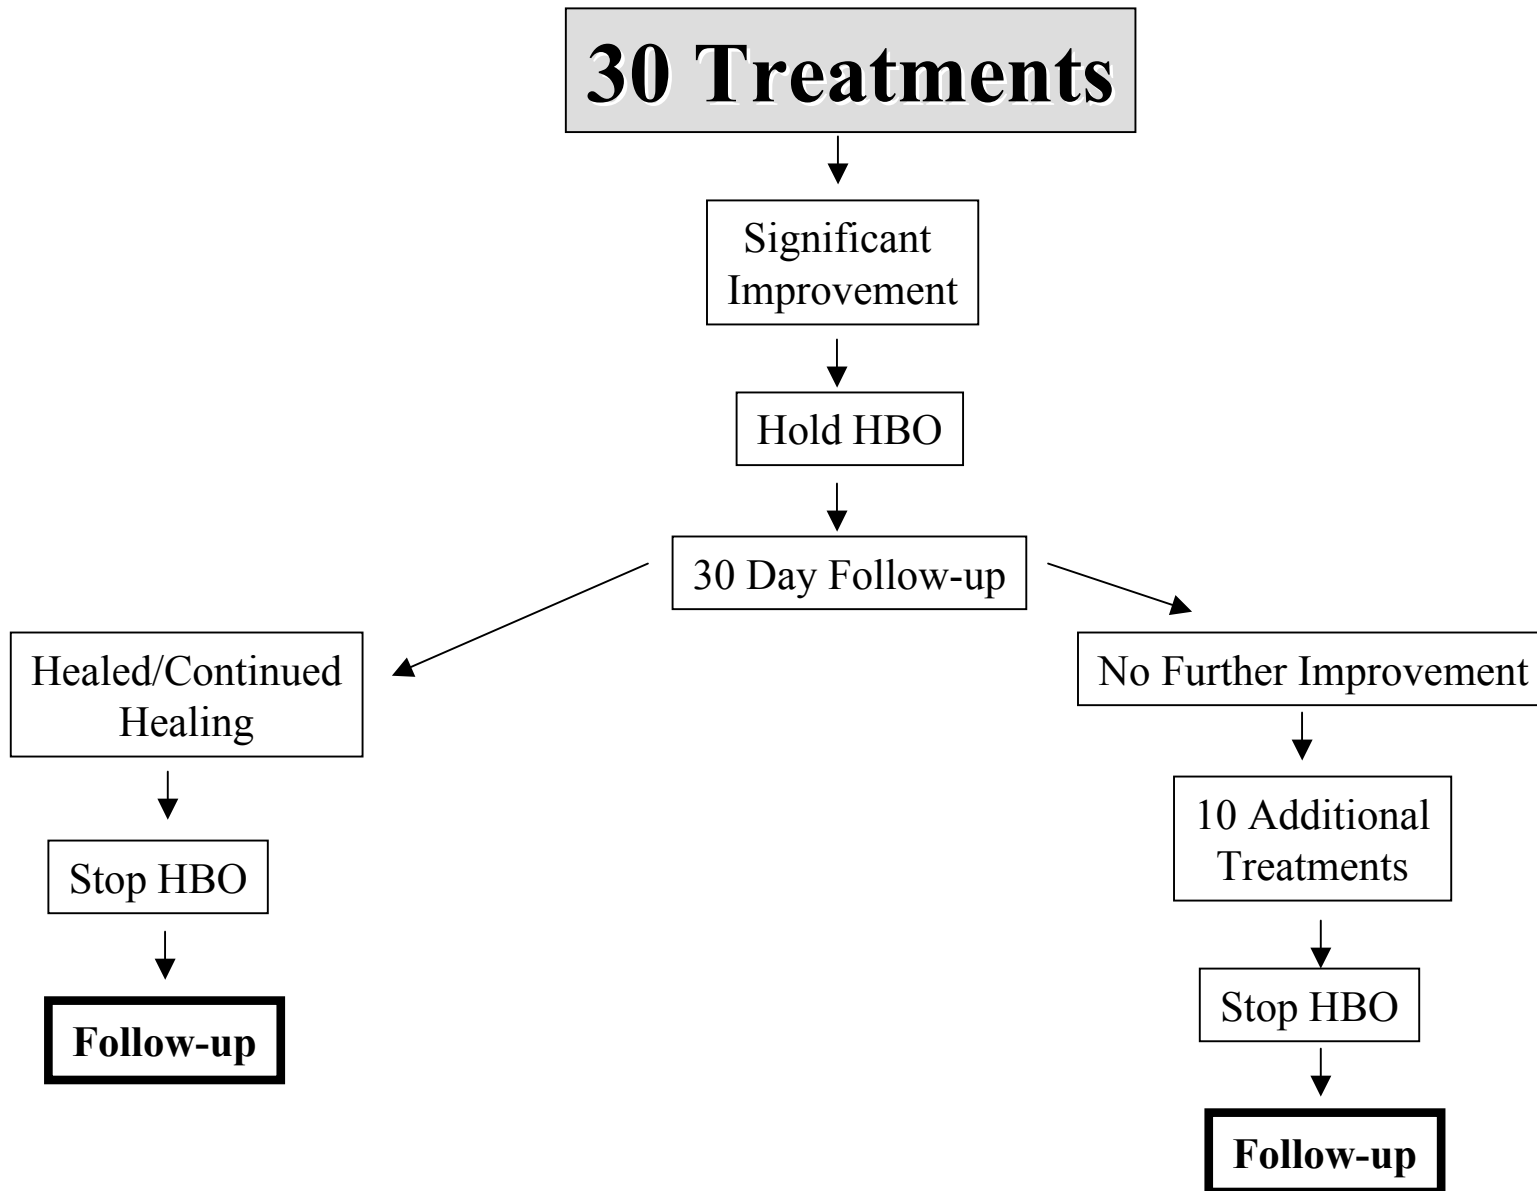 30 Treatments
Significant
Improvement
Hold HBO
30 Day Follow-up
Healed/Continued
Healing
No Further Improvement
Stop HBO
10 Additional
Treatments
Follow-up
Stop HBO
Follow-up